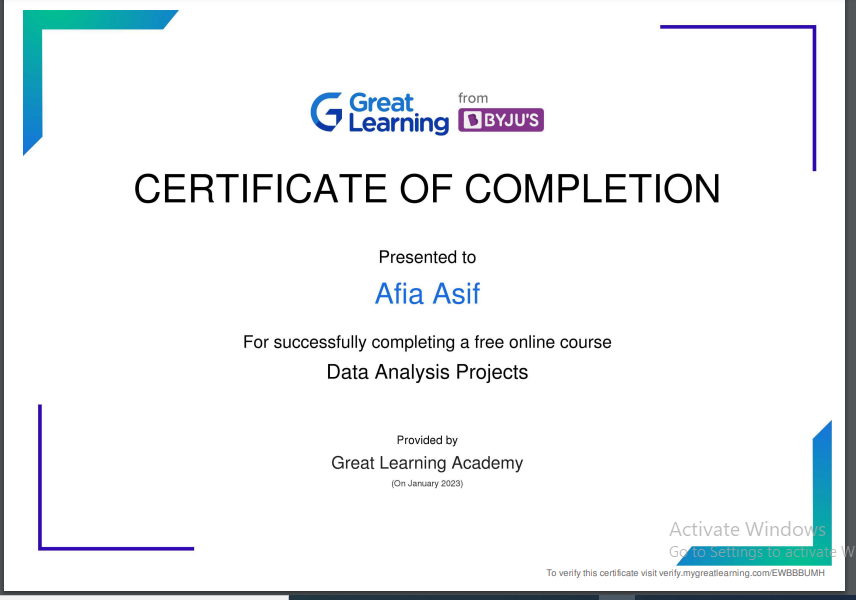 Great
Learning
from
BYJU'S
CERTIFICATE OF COMPLETION
Presented to
Afia Asif
For successfully completing a free online course
Data Analysis Projects
Provided by
Great Learning Academy
(On January 2023)
Activate Windows
Go to Settings to activate W
To verify this certificate visit verify.mygreatlearning.com/EWBBBUMH